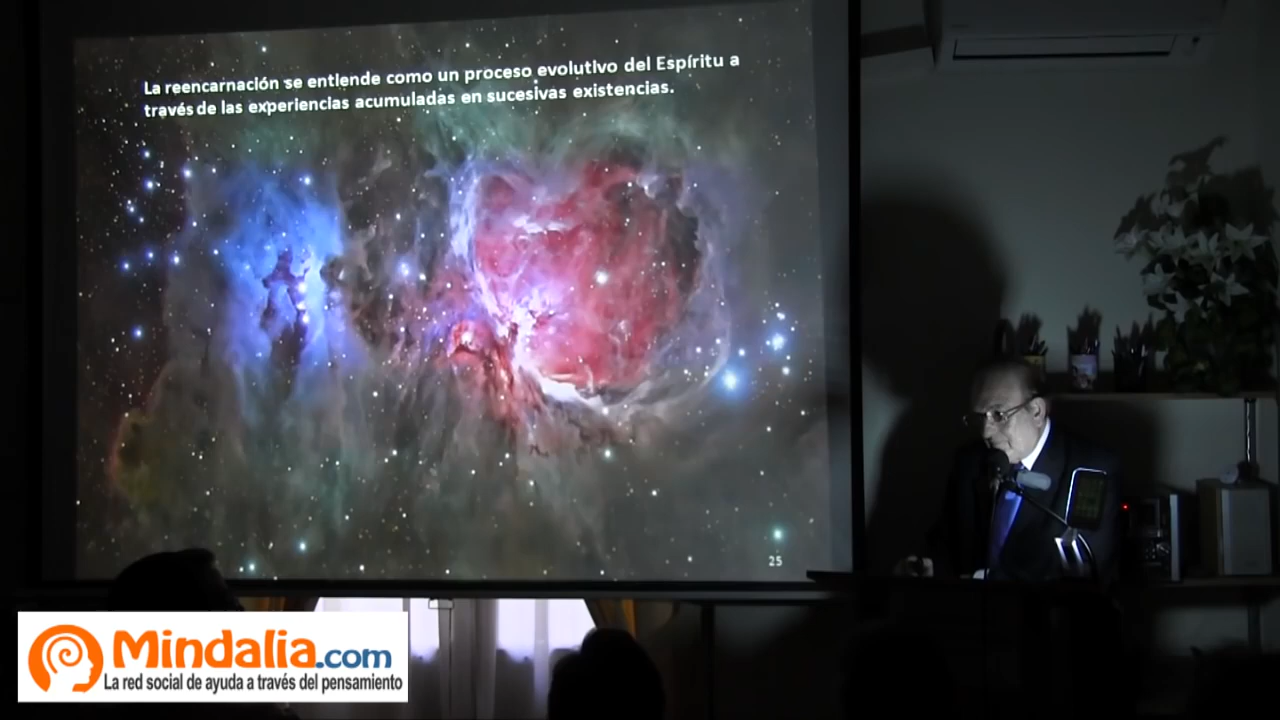 La reencarnación se entiende como un proceso evolutivo del Espíritu a
través de las experiencias acumuladas en sucesivas existencias.
25
Mindalia.com
La red social de ayuda a través del pensamiento